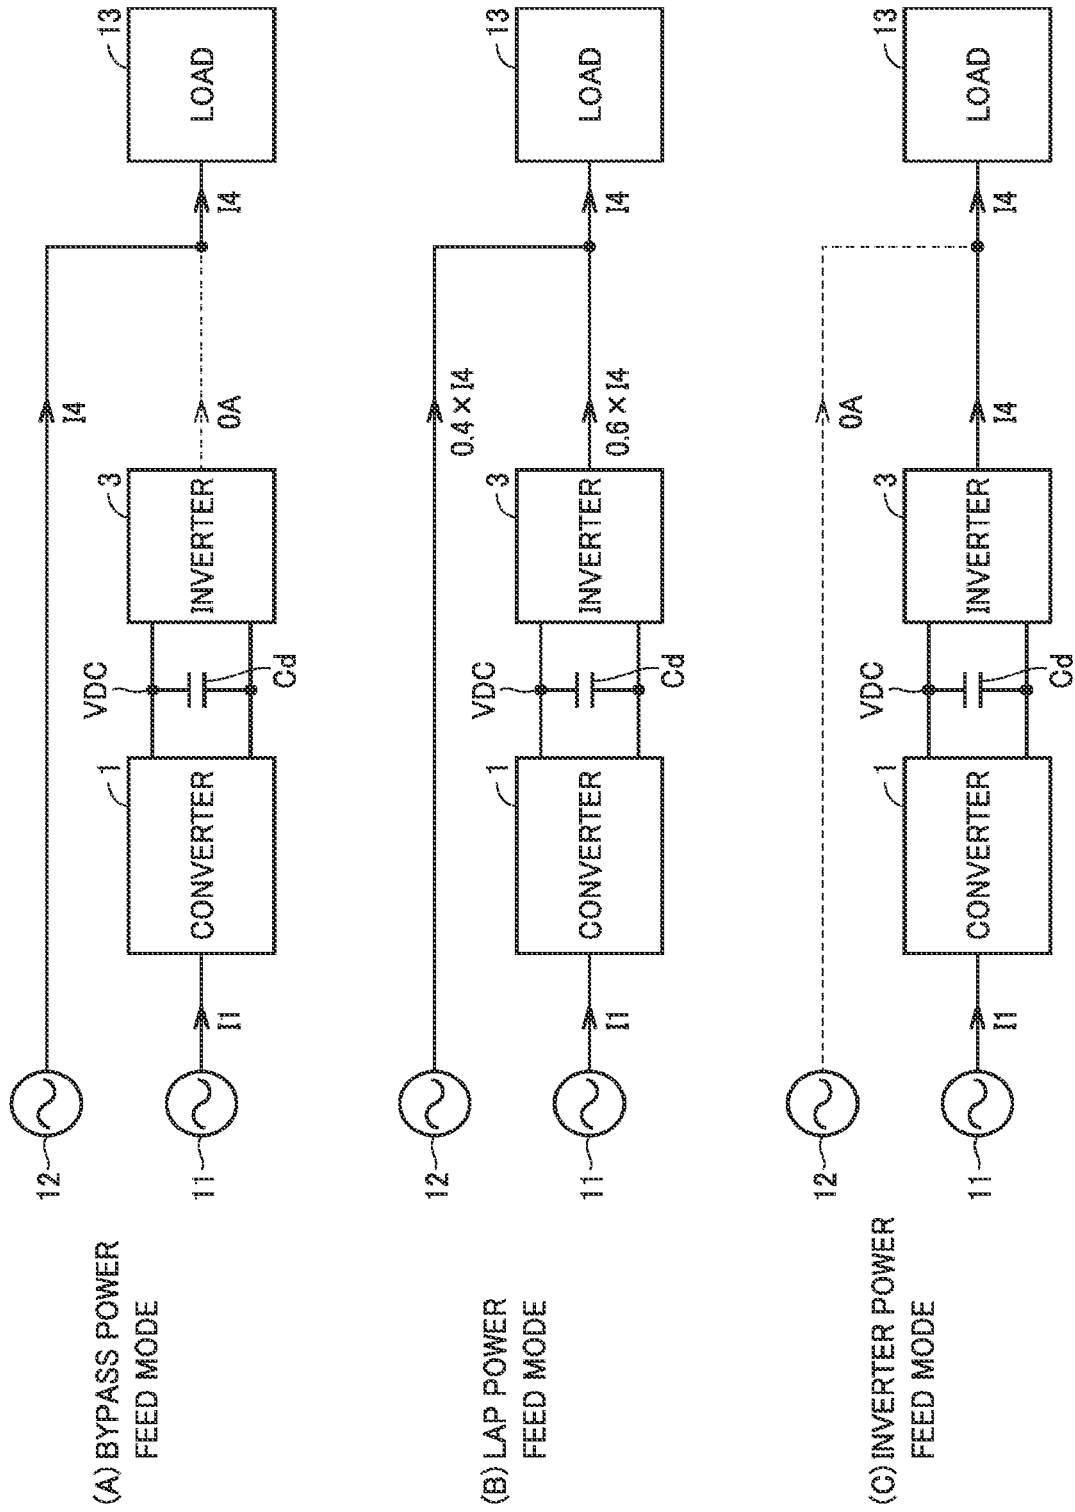 (A) BYPASS POWER
FEED MODE
12
I4
11
I1
1
CONVERTER
VDC
Cd
3
INVERTER
0A
I4
13
LOAD
(B) LAP POWER
FEED MODE
12
0.4 × I4
11
I1
1
CONVERTER
VDC
Cd
3
INVERTER
0.6 × I4
I4
13
LOAD
(C) INVERTER POWER
FEED MODE
12
0A
11
I1
1
CONVERTER
VDC
Cd
3
INVERTER
I4
I4
13
LOAD